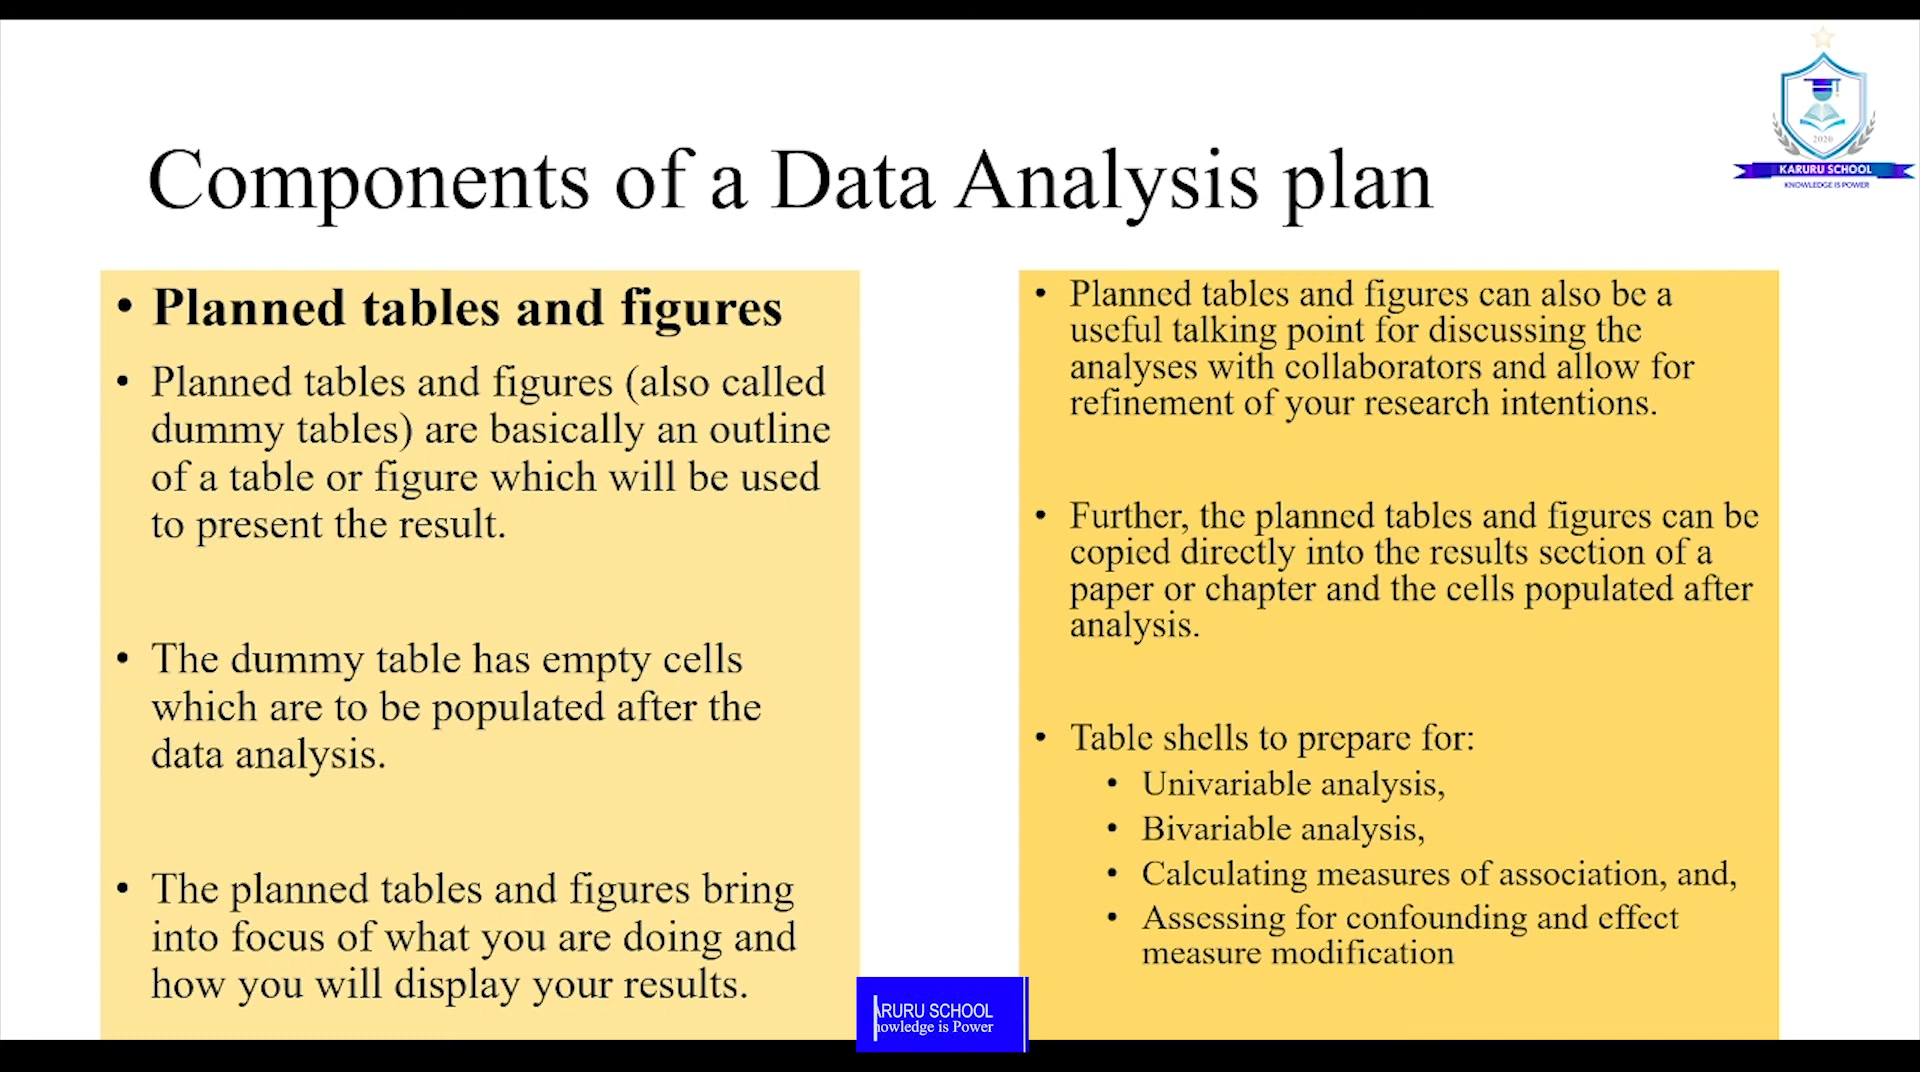 2020
KARURU SCHOOL
KNOWLEDGE IS POWER
Components of a Data Analysis plan
• Planned tables and figures
• Planned tables and figures (also called
dummy tables) are basically an outline
of a table or figure which will be used
to present the result.
• The dummy table has empty cells
which are to be populated after the
data analysis.
• The planned tables and figures bring
into focus of what you are doing and
how you will display your results.
• Planned tables and figures can also be a
useful talking point for discussing the
analyses with collaborators and allow for
refinement of your research intentions.
• Further, the planned tables and figures can be
copied directly into the results section of a
paper or chapter and the cells populated after
analysis.
• Table shells to prepare for:
• Univariable analysis,
• Bivariable analysis,
• Calculating measures of association, and,
• Assessing for confounding and effect
measure modification
ARURU SCHOOL
nowledge is Power